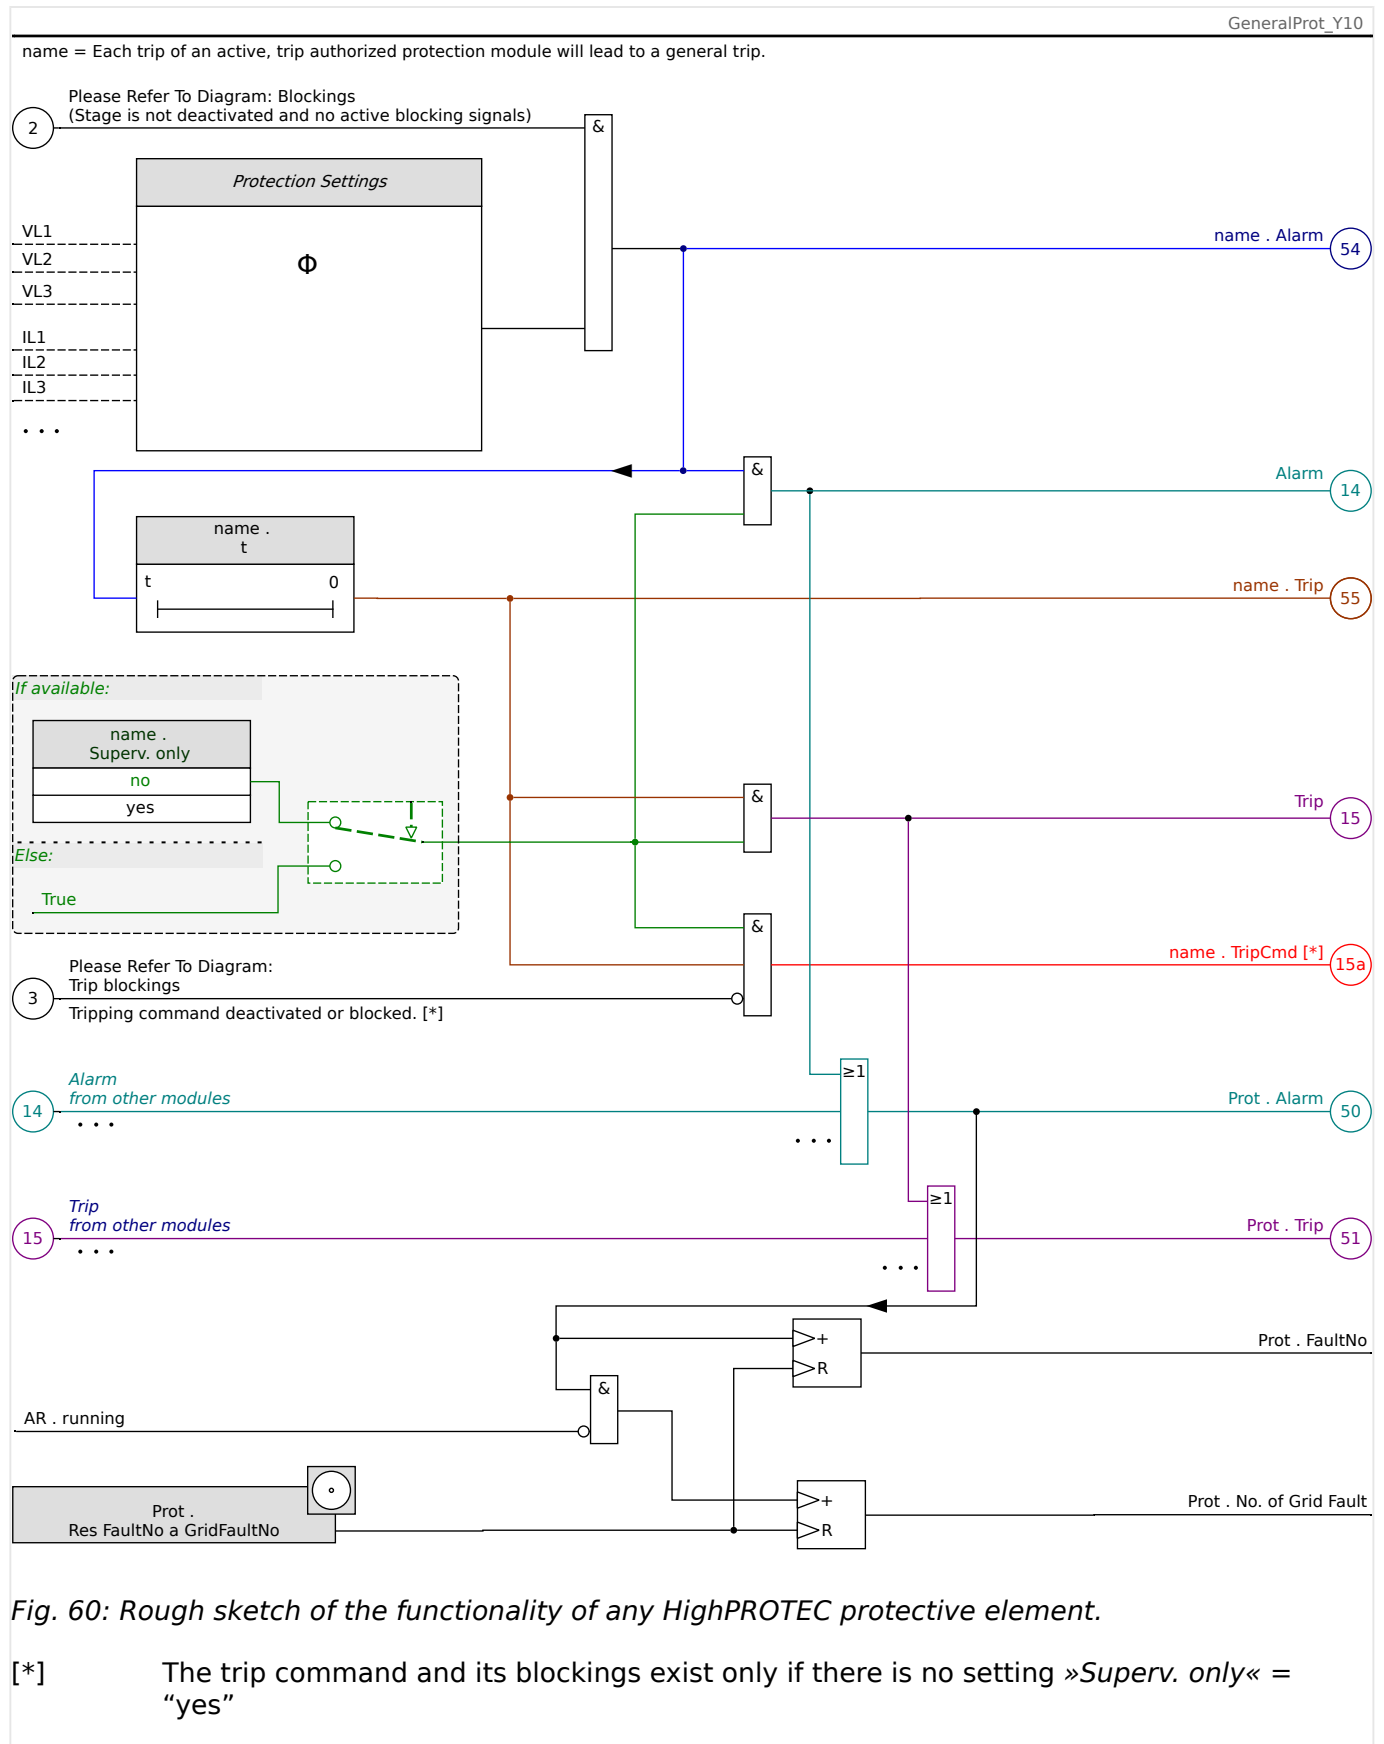 GeneralProt_Y10
name = Each trip of an active, trip authorized protection module will lead to a general trip.
Please Refer To Diagram: Blockings
(Stage is not deactivated and no active blocking signals)
2
&
Protection Settings
VL1
VL2
VL3
Φ
name . Alarm
54
IL1
IL2
IL3
. . .
&
Alarm
14
name .
t
t 0
name . Trip
55
If available:
name .
Superv. only
no
yes
&
Trip
15
Else:
True
&
name . TripCmd [*]
15a
Please Refer To Diagram:
Trip blockings
3
Tripping command deactivated or blocked. [*]
≥1
Alarm
from other modules
14
. . .
. . .
Prot . Alarm
50
≥1
Trip
from other modules
15
. . .
. . .
Prot . Trip
51
+
R
Prot . FaultNo
&
AR . running
Prot .
Res FaultNo a GridFaultNo
+
R
Prot . No. of Grid Fault
Fig. 60: Rough sketch of the functionality of any HighPROTEC protective element.
[*] The trip command and its blockings exist only if there is no setting »Superv. only« =
“yes”